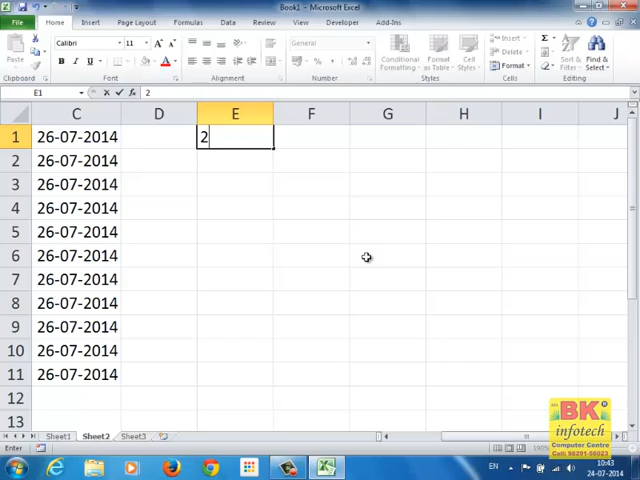 Book1 - Microsoft Excel
File Home Insert Page Layout Formulas Data Review View Developer Add-Ins
Paste Calibri 11 A A General Conditional Formatting Format as Table Cell Styles Insert Delete Format Sort & Filter Find & Select
B I U A
Clipboard Font Alignment Number Styles Cells Editing
E1 fx 2
C D E F G H I J
1 26-07-2014 2
2 26-07-2014
3 26-07-2014
4 26-07-2014
5 26-07-2014
6 26-07-2014
7 26-07-2014
8 26-07-2014
9 26-07-2014
10 26-07-2014
11 26-07-2014
12
13
BK
infotech
Computer Centre
Sheet1 Sheet2 Sheet3
Call: 98291-56023
Enter
EN 10:43
24-07-2014